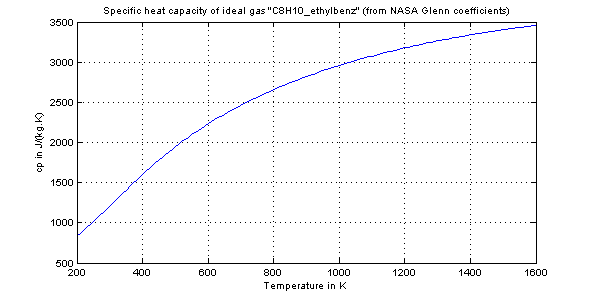 Specific heat capacity of ideal gas "C8H10_ethylbenz" (from NASA Glenn coefficients)
3500
3000
2500
2000
1500
1000
500
cp in J/(kg.K)
200 400 600 800 1000 1200 1400 1600
Temperature in K